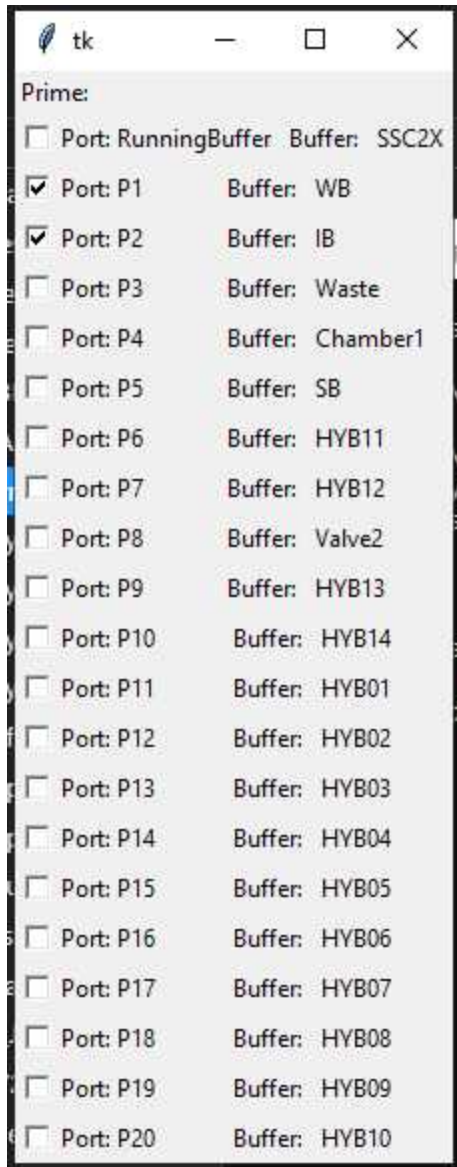 tk
Prime:
Port: RunningBuffer Buffer: SSC2X
Port: P1 Buffer: WB
Port: P2 Buffer: IB
Port: P3 Buffer: Waste
Port: P4 Buffer: Chamber1
Port: P5 Buffer: SB
Port: P6 Buffer: HYB11
Port: P7 Buffer: HYB12
Port: P8 Buffer: Valve2
Port: P9 Buffer: HYB13
Port: P10 Buffer: HYB14
Port: P11 Buffer: HYB01
Port: P12 Buffer: HYB02
Port: P13 Buffer: HYB03
Port: P14 Buffer: HYB04
Port: P15 Buffer: HYB05
Port: P16 Buffer: HYB06
Port: P17 Buffer: HYB07
Port: P18 Buffer: HYB08
Port: P19 Buffer: HYB09
Port: P20 Buffer: HYB10